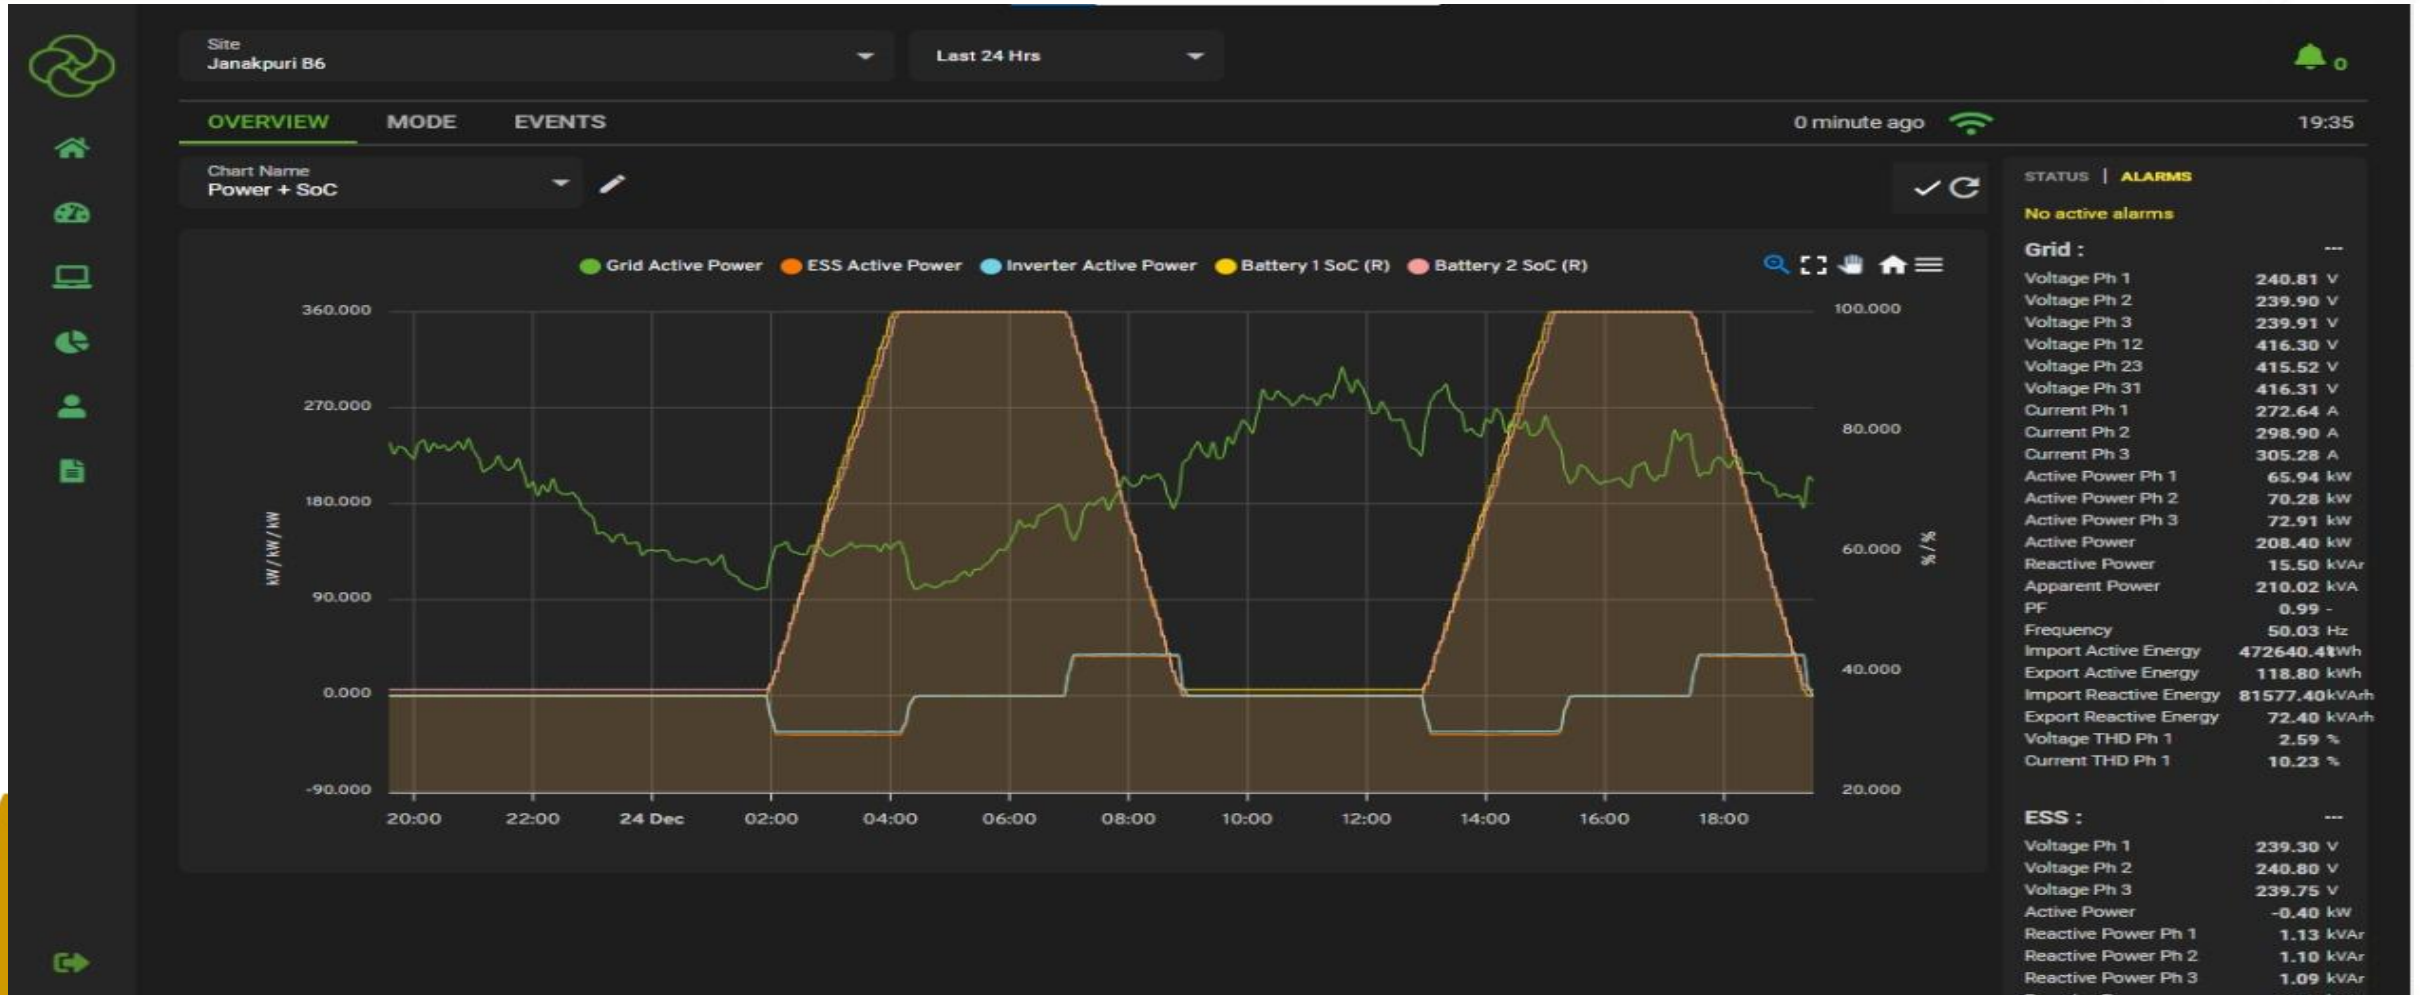 Site
Janakpuri B6
Last 24 Hrs
0
OVERVIEW MODE EVENTS
0 minute ago
19:35
Chart Name
Power + SoC
Grid Active Power ESS Active Power Inverter Active Power Battery 1 SoC (R) Battery 2 SoC (R)
360.000
270.000
180.000
90.000
0.000
-90.000
kW / kW / kW
100.000
80.000
60.000
40.000
20.000
% / %
20:00 22:00 24 Dec 02:00 04:00 06:00 08:00 10:00 12:00 14:00 16:00 18:00
STATUS | ALARMS
No active alarms
Grid : ---
Voltage Ph 1 240.81 V
Voltage Ph 2 239.90 V
Voltage Ph 3 239.91 V
Voltage Ph 12 416.30 V
Voltage Ph 23 415.52 V
Voltage Ph 31 416.31 V
Current Ph 1 272.64 A
Current Ph 2 298.90 A
Current Ph 3 305.28 A
Active Power Ph 1 65.94 kW
Active Power Ph 2 70.28 kW
Active Power Ph 3 72.91 kW
Active Power 208.40 kW
Reactive Power 15.50 kVAr
Apparent Power 210.02 kVA
PF 0.99 -
Frequency 50.03 Hz
Import Active Energy kWh
Export Active Energy 118.80 kWh
Import Reactive Energy 81577.40 kVArh
Export Reactive Energy 72.40 kVArh
Voltage THD Ph 1 2.59 %
Current THD Ph 1 10.23 %
ESS : ---
Voltage Ph 1 239.30 V
Voltage Ph 2 240.80 V
Voltage Ph 3 239.75 V
Active Power -0.40 kW
Reactive Power Ph 1 1.13 kVAr
Reactive Power Ph 2 1.10 kVAr
Reactive Power Ph 3 1.09 kVAr